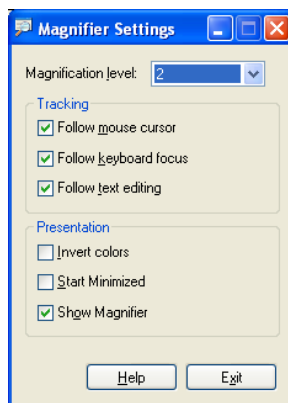 Magnifier Settings
Magnification level: 2
Tracking
Follow mouse cursor
Follow keyboard focus
Follow text editing
Presentation
Invert colors
Start Minimized
Show Magnifier
Help Exit